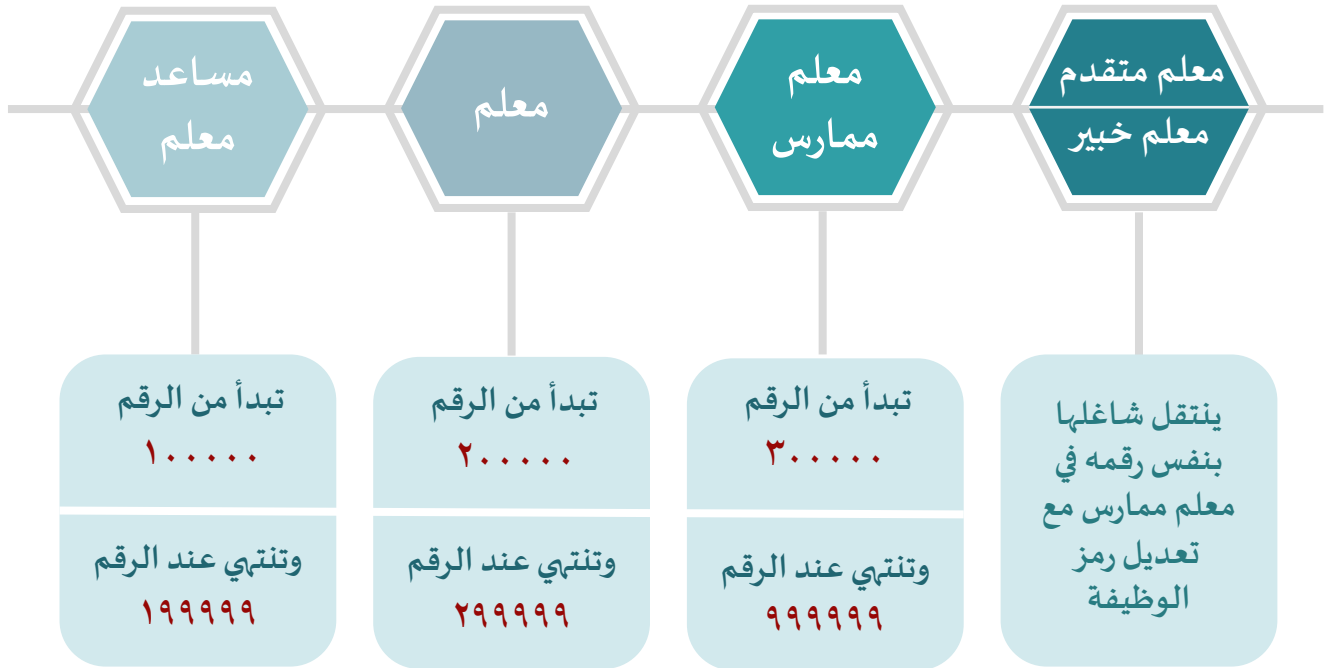 مساعد
معلم
معلم
معلم
ممارس
معلم متقدم
معلم خبير
تبدأ من الرقم
١٠٠٠٠٠
وتنتهي عند الرقم
١٩٩٩٩٩
تبدأ من الرقم
٢٠٠٠٠٠
وتنتهي عند الرقم
٢٩٩٩٩٩
تبدأ من الرقم
٣٠٠٠٠٠
وتنتهي عند الرقم
٩٩٩٩٩٩
ينتقل شاغلها
بنفس رقمه في
معلم ممارس مع
تعديل رمز
الوظيفة